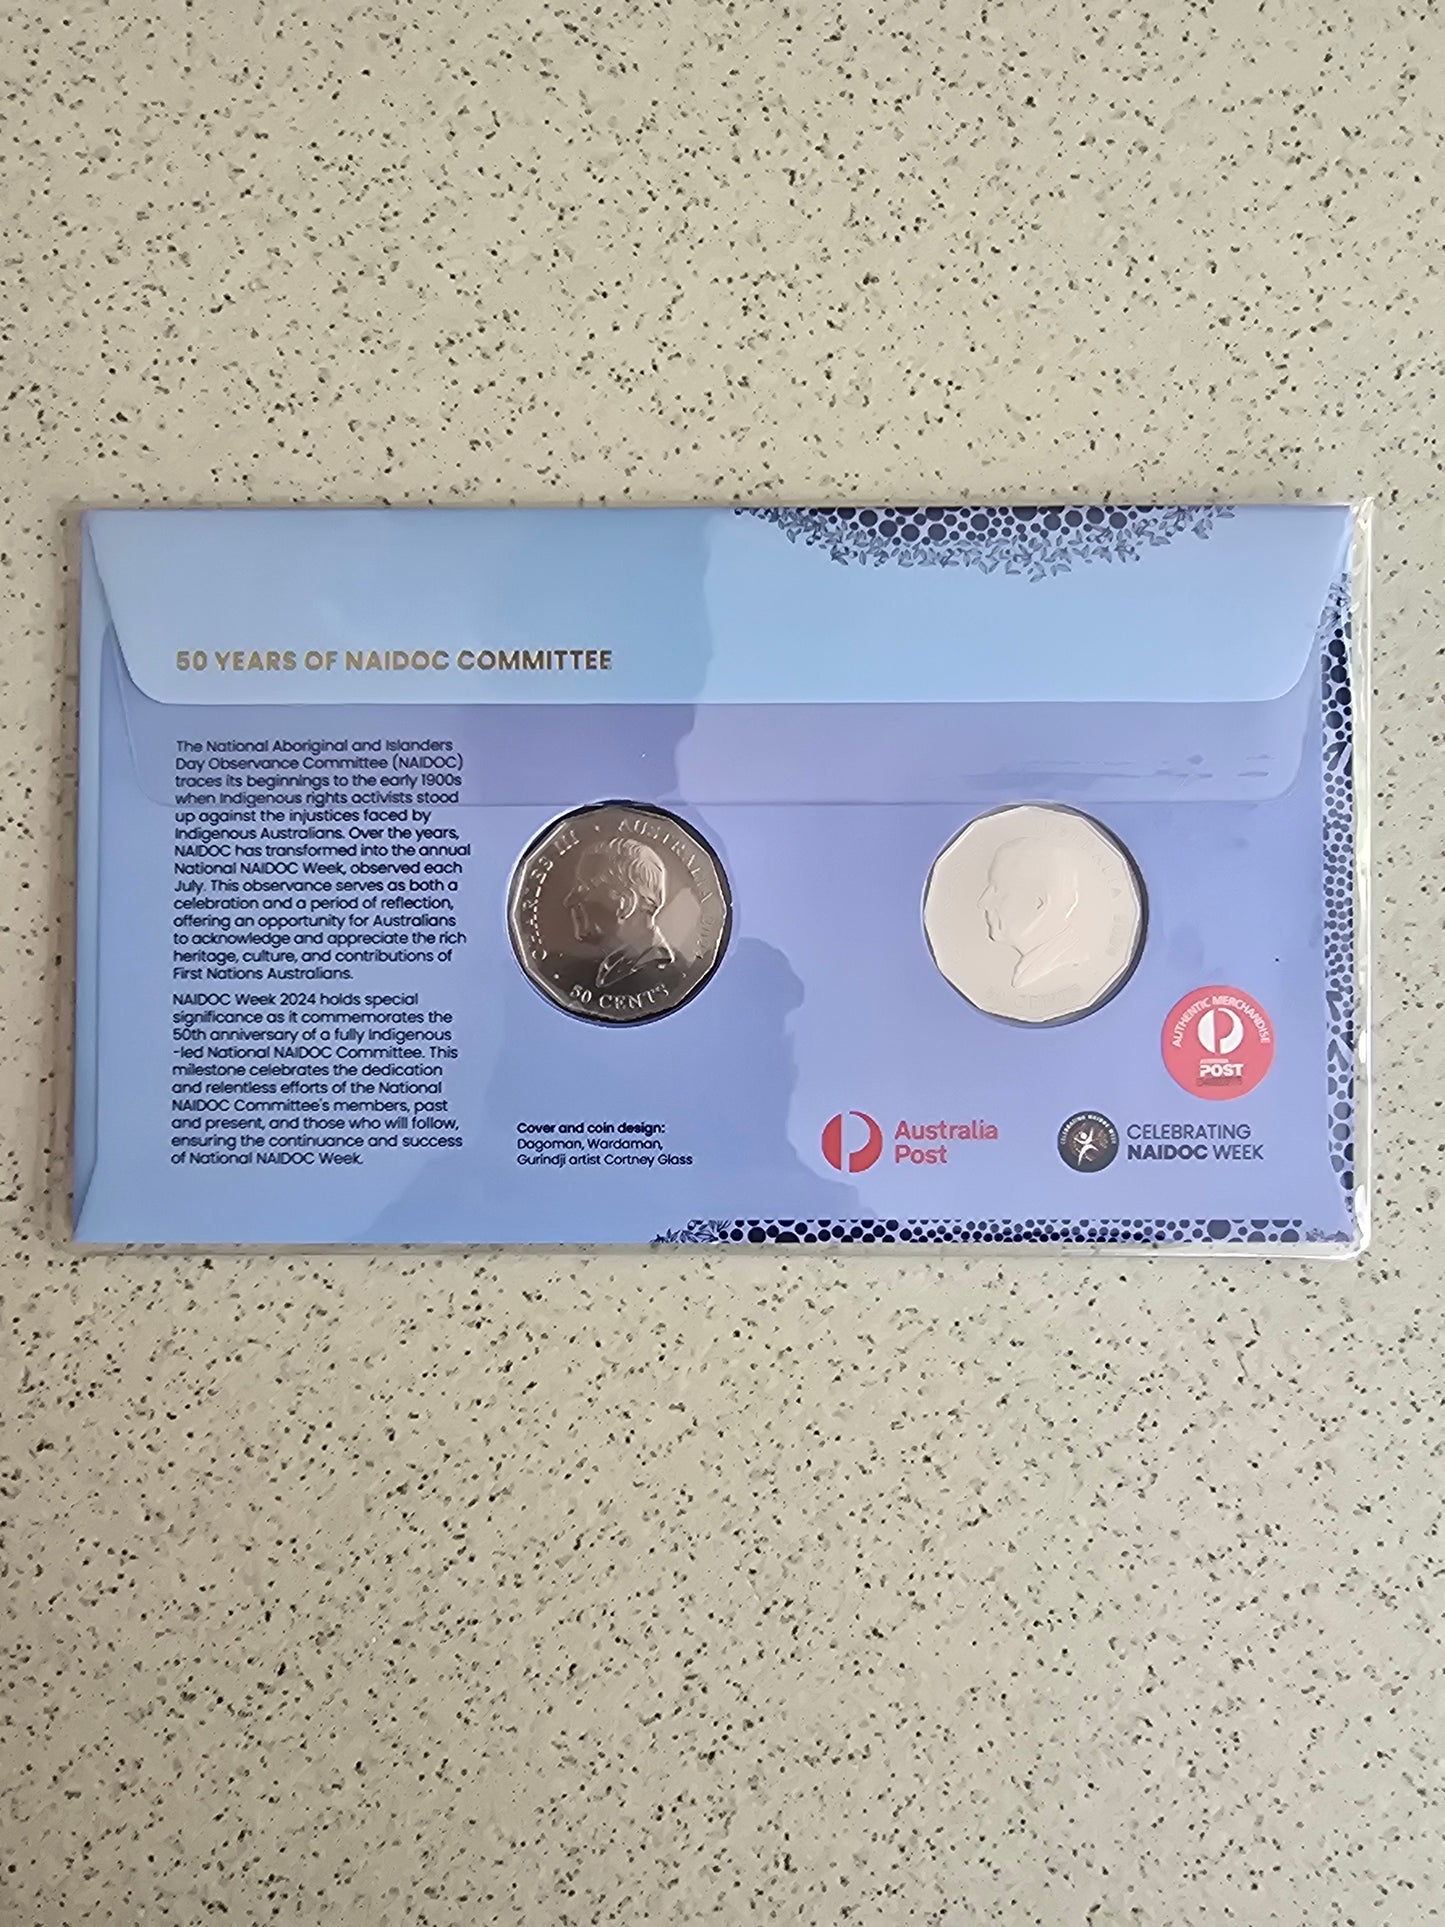 50 YEARS OF NAIDOC COMMITTEE
The National Aboriginal and Islanders
Day Observance Committee (NAIDOC)
traces its beginnings to the early 1900s
when Indigenous rights activists stood
up against the injustices faced by
Indigenous Australians. Over the years,
NAIDOC has transformed into the annual
National NAIDOC Week, observed each
July. This observance serves as both a
celebration and a period of reflection,
offering an opportunity for Australians
to acknowledge and appreciate the rich
heritage, culture, and contributions of
First Nations Australians.
NAIDOC Week 2024 holds special
significance as it commemorates the
50th anniversary of a fully Indigenous
-led National NAIDOC Committee. This
milestone celebrates the dedication
and relentless efforts of the National
NAIDOC Committee's members, past
and present, and those who will follow,
ensuring the continuance and success
of National NAIDOC Week.
CHARLES III • AUSTRALIA
50 CENTS
Cover and coin design:
Dagoman, Wardaman,
Gurindji artist Cortney Glass
AUTHENTIC MERCHANDISE
POST
Australia
Post
CELEBRATING NAIDOC WEEK
CELEBRATING
NAIDOC WEEK